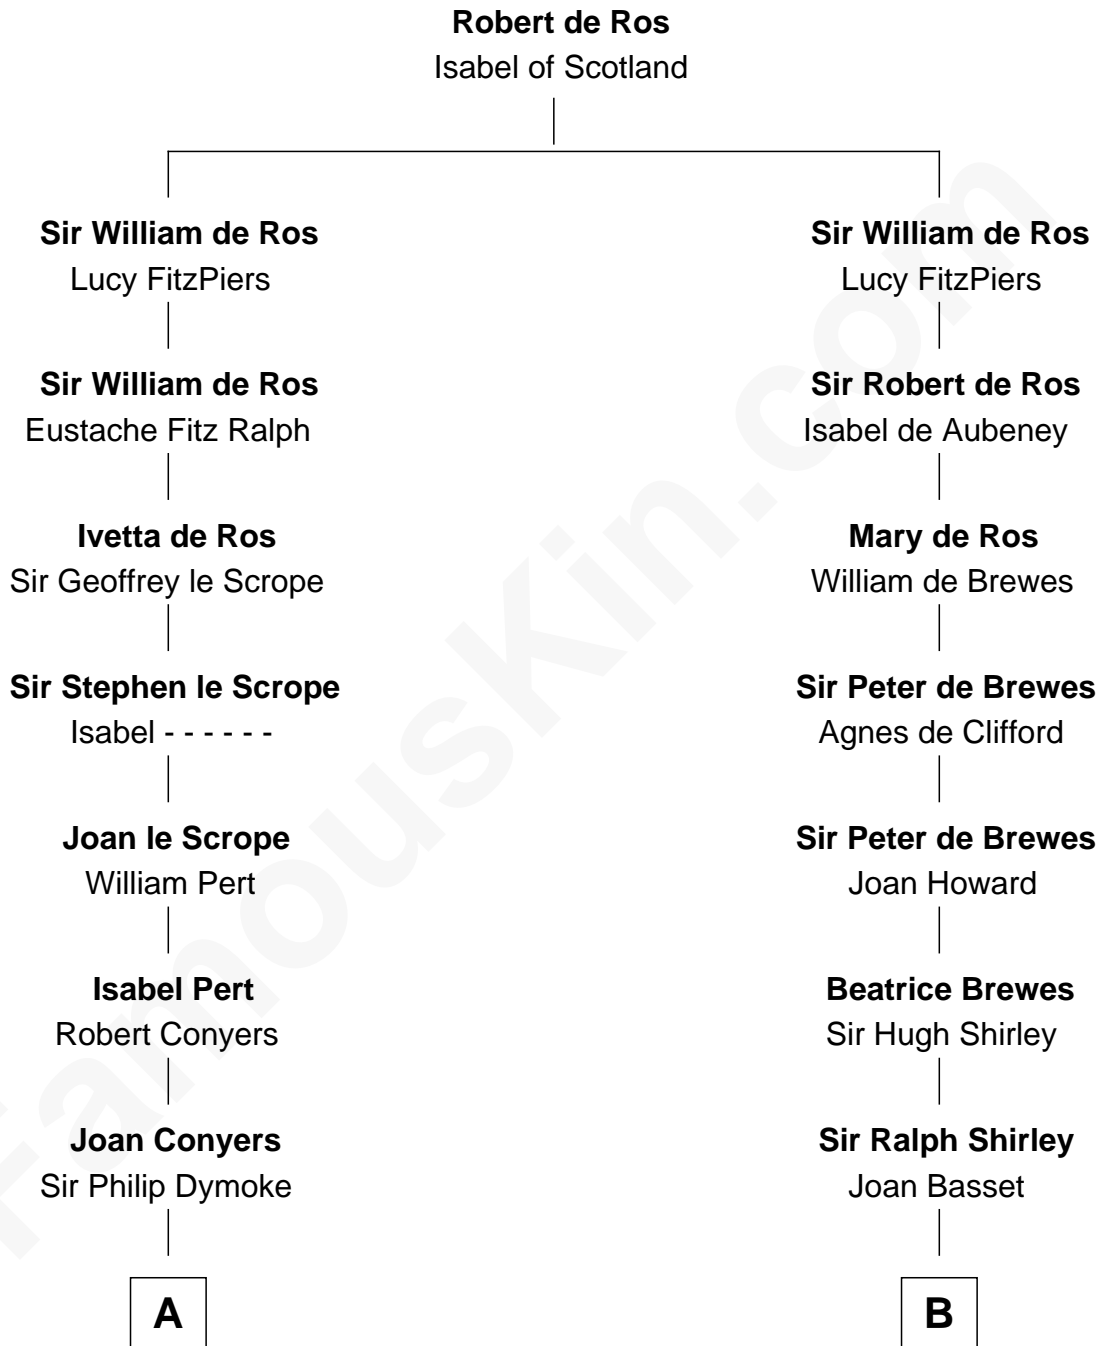 Robert de Ros
Isabel of Scotland
Sir William de Ros
Lucy FitzPiers
Sir William de Ros
Lucy FitzPiers
Sir William de Ros
Eustache Fitz Ralph
Sir Robert de Ros
Isabel de Aubeney
Ivetta de Ros
Sir Geoffrey le Scrope
Mary de Ros
William de Brewes
Sir Stephen le Scrope
Isabel - - - - - -
Sir Peter de Brewes
Agnes de Clifford
Joan le Scrope
William Pert
Sir Peter de Brewes
Joan Howard
Isabel Pert
Robert Conyers
Beatrice Brewes
Sir Hugh Shirley
Joan Conyers
Sir Philip Dymoke
Sir Ralph Shirley
Joan Basset
A
B
FamousKin.com